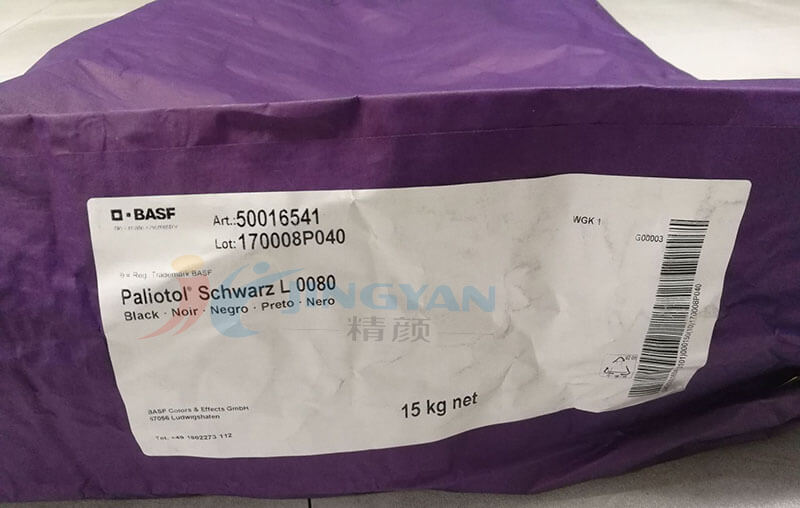 BASF
Art.:50016541
Lot:170008P040
WGK 1
G00003
® = Reg. Trademark BASF
Paliotol® Schwarz L 0080
Black · Noir · Negro · Preto · Nero
JINGYAN
精颜
15 kg net
BASF Colors & Effects GmbH
67056 Ludwigshafen